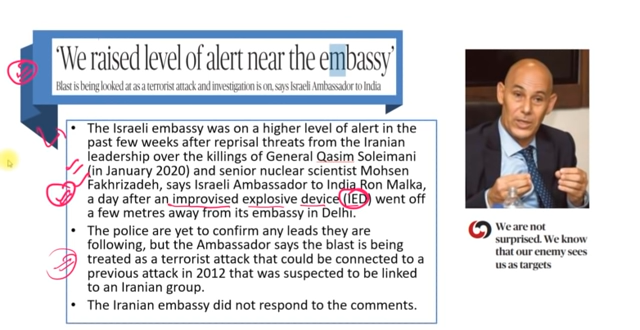 ‘We raised level of alert near the embassy’
Blast is being looked at as a terrorist attack and investigation is on, says Israeli Ambassador to India
• The Israeli embassy was on a higher level of alert in the
past few weeks after reprisal threats from the Iranian
leadership over the killings of General Qasim Soleimani
(in January 2020) and senior nuclear scientist Mohsen
Fakhrizadeh, says Israeli Ambassador to India Ron Malka,
a day after an improvised explosive device (IED) went off
a few metres away from its embassy in Delhi.
• The police are yet to confirm any leads they are
following, but the Ambassador says the blast is being
treated as a terrorist attack that could be connected to a
previous attack in 2012 that was suspected to be linked
to an Iranian group.
• The Iranian embassy did not respond to the comments.
We are not
surprised. We know
that our enemy sees
us as targets